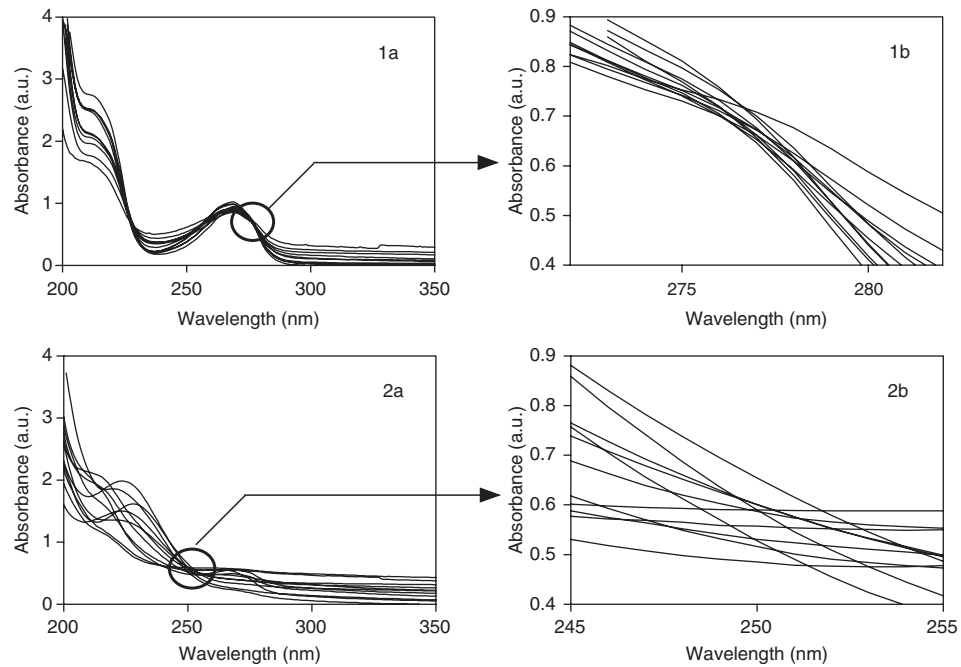 4
3
2
1
0
Absorbance (a.u.)
1a
200 250 300 350
Wavelength (nm)
0.9
0.8
0.7
0.6
0.5
0.4
Absorbance (a.u.)
1b
275 280
Wavelength (nm)
4
3
2
1
0
Absorbance (a.u.)
2a
200 250 300 350
Wavelength (nm)
0.9
0.8
0.7
0.6
0.5
0.4
Absorbance (a.u.)
2b
245 250 255
Wavelength (nm)